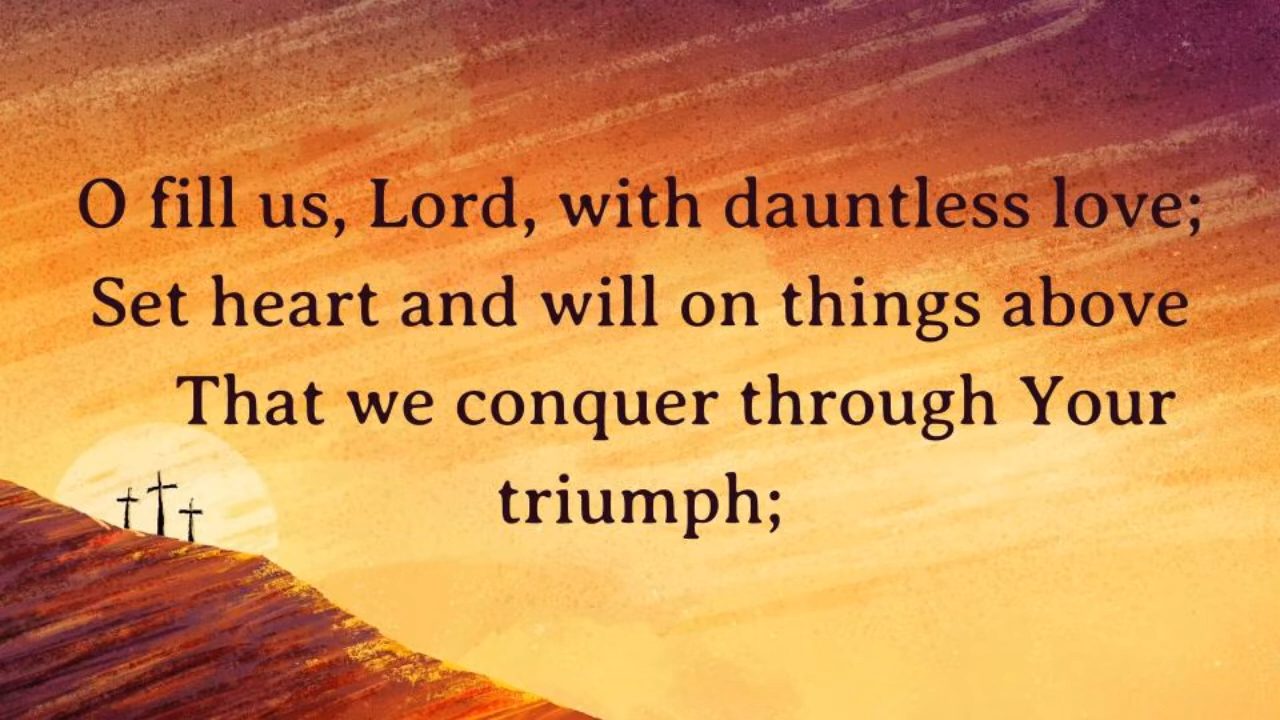 O fill us, Lord, with dauntless love;
Set heart and will on things above
That we conquer through Your
triumph;